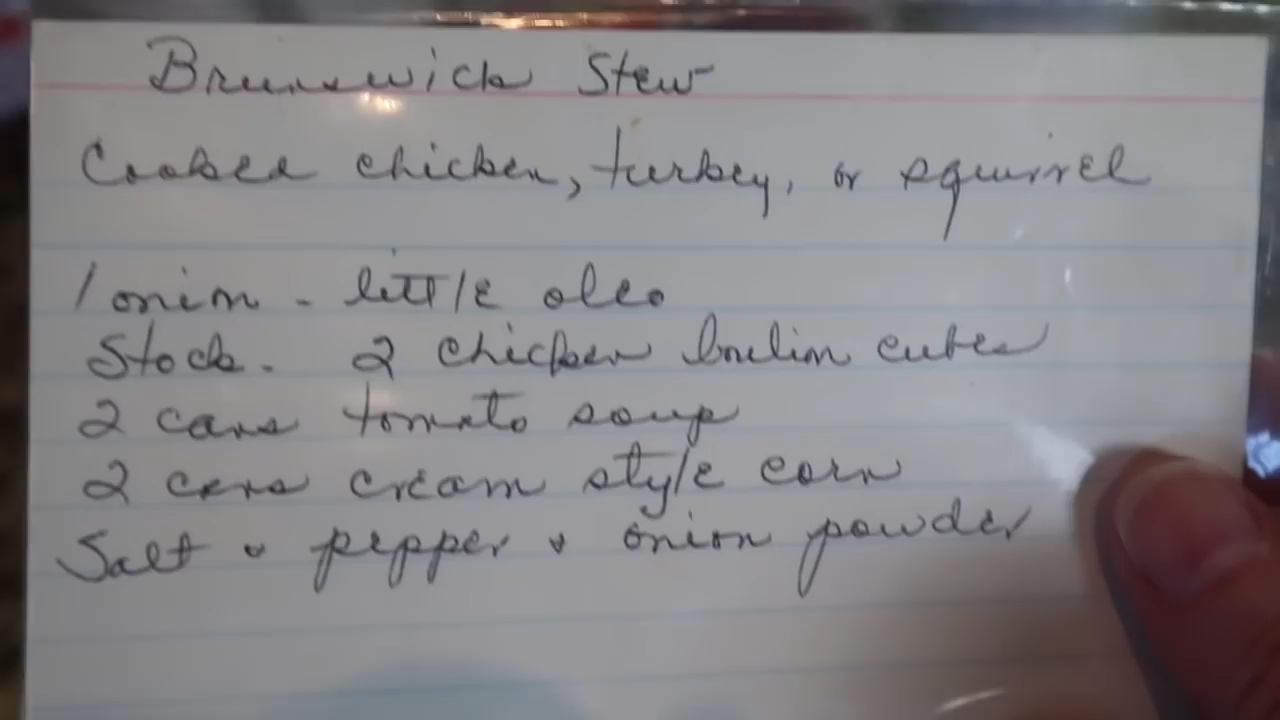 Brunswick Stew
Cooked chicken, turkey, or squirrel
1 onion - little oleo
Stock - 2 chicken boulion cubes
2 cans tomato soup
2 cans cream style corn
Salt & pepper & onion powder